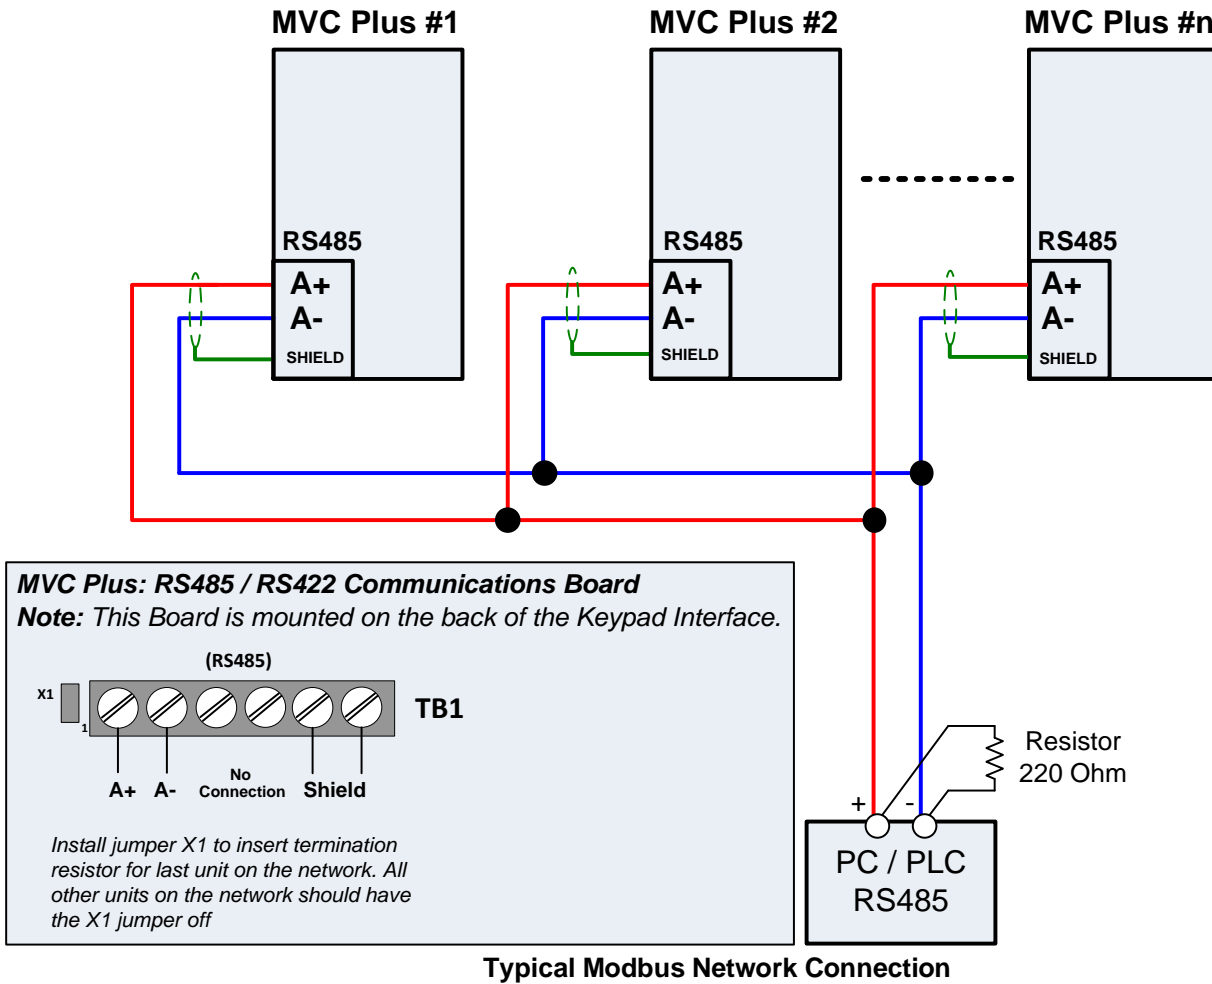 MVC Plus #1
MVC Plus #2
MVC Plus #n
RS485
A+
A-
SHIELD
RS485
A+
A-
SHIELD
RS485
A+
A-
SHIELD
MVC Plus: RS485 / RS422 Communications Board
Note: This Board is mounted on the back of the Keypad Interface.
(RS485)
X1
1
TB1
A+
A-
No
Connection
Shield
Install jumper X1 to insert termination
resistor for last unit on the network. All
other units on the network should have
the X1 jumper off
Resistor
220 Ohm
+
-
PC / PLC
RS485
Typical Modbus Network Connection